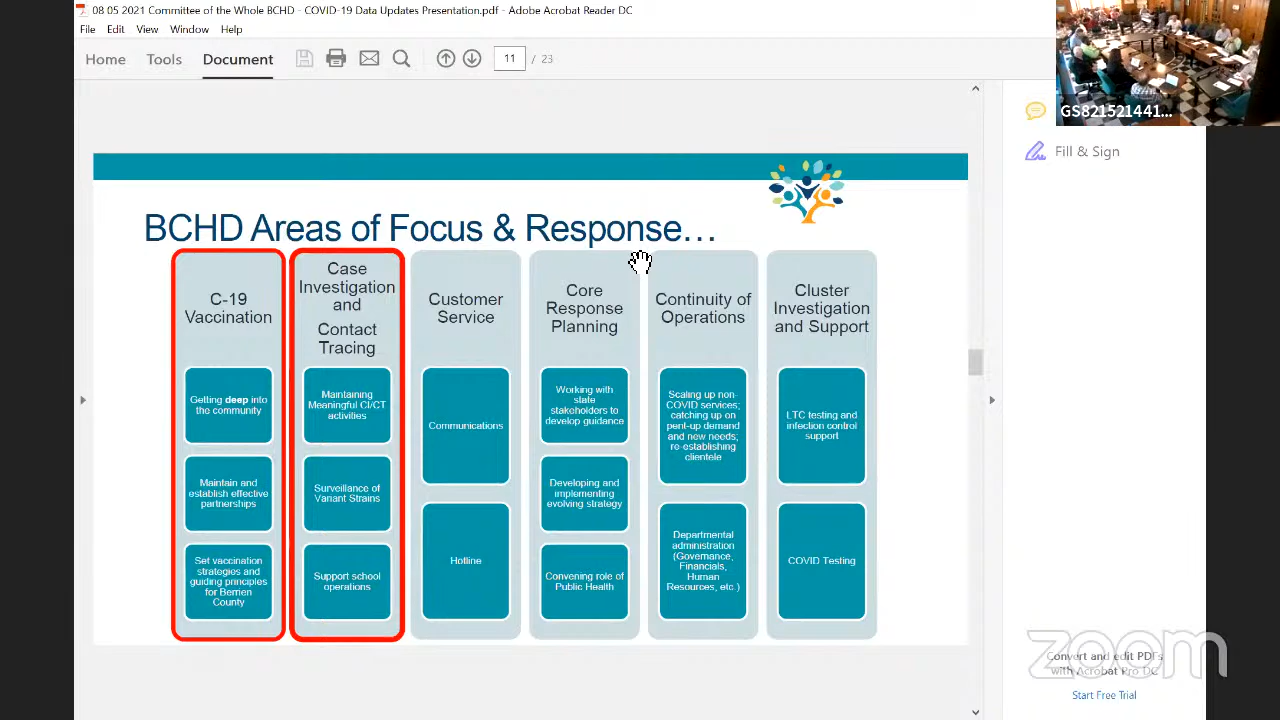 08 05 2021 Committee of the Whole BCHD - COVID-19 Data Updates Presentation.pdf - Adobe Acrobat Reader DC
File Edit View Window Help
Home Tools Document 11 / 23
GS821521441...
Fill & Sign
BCHD Areas of Focus & Response…
C-19
Vaccination
Getting deep into
the community
Maintain and
establish effective
partnerships
Set vaccination
strategies and
guiding principles
for Berrien
County
Case
Investigation
and
Contact
Tracing
Maintaining
Meaningful CI/CT
activities
Surveillance of
Variant Strains
Support school
operations
Customer
Service
Communications
Hotline
Core
Response
Planning
Working with
state
stakeholders to
develop guidance
Developing and
implementing
evolving strategy
Convening role of
Public Health
Continuity of
Operations
Scaling up non-
COVID services;
catching up on
pent-up demand
and new needs;
re-establishing
clientele
Departmental
administration
(Governance,
Financials,
Human
Resources, etc.)
Cluster
Investigation
and Support
LTC testing and
infection control
support
COVID Testing
Convert and edit PDFs
with Acrobat Pro DC
Start Free Trial
zoom